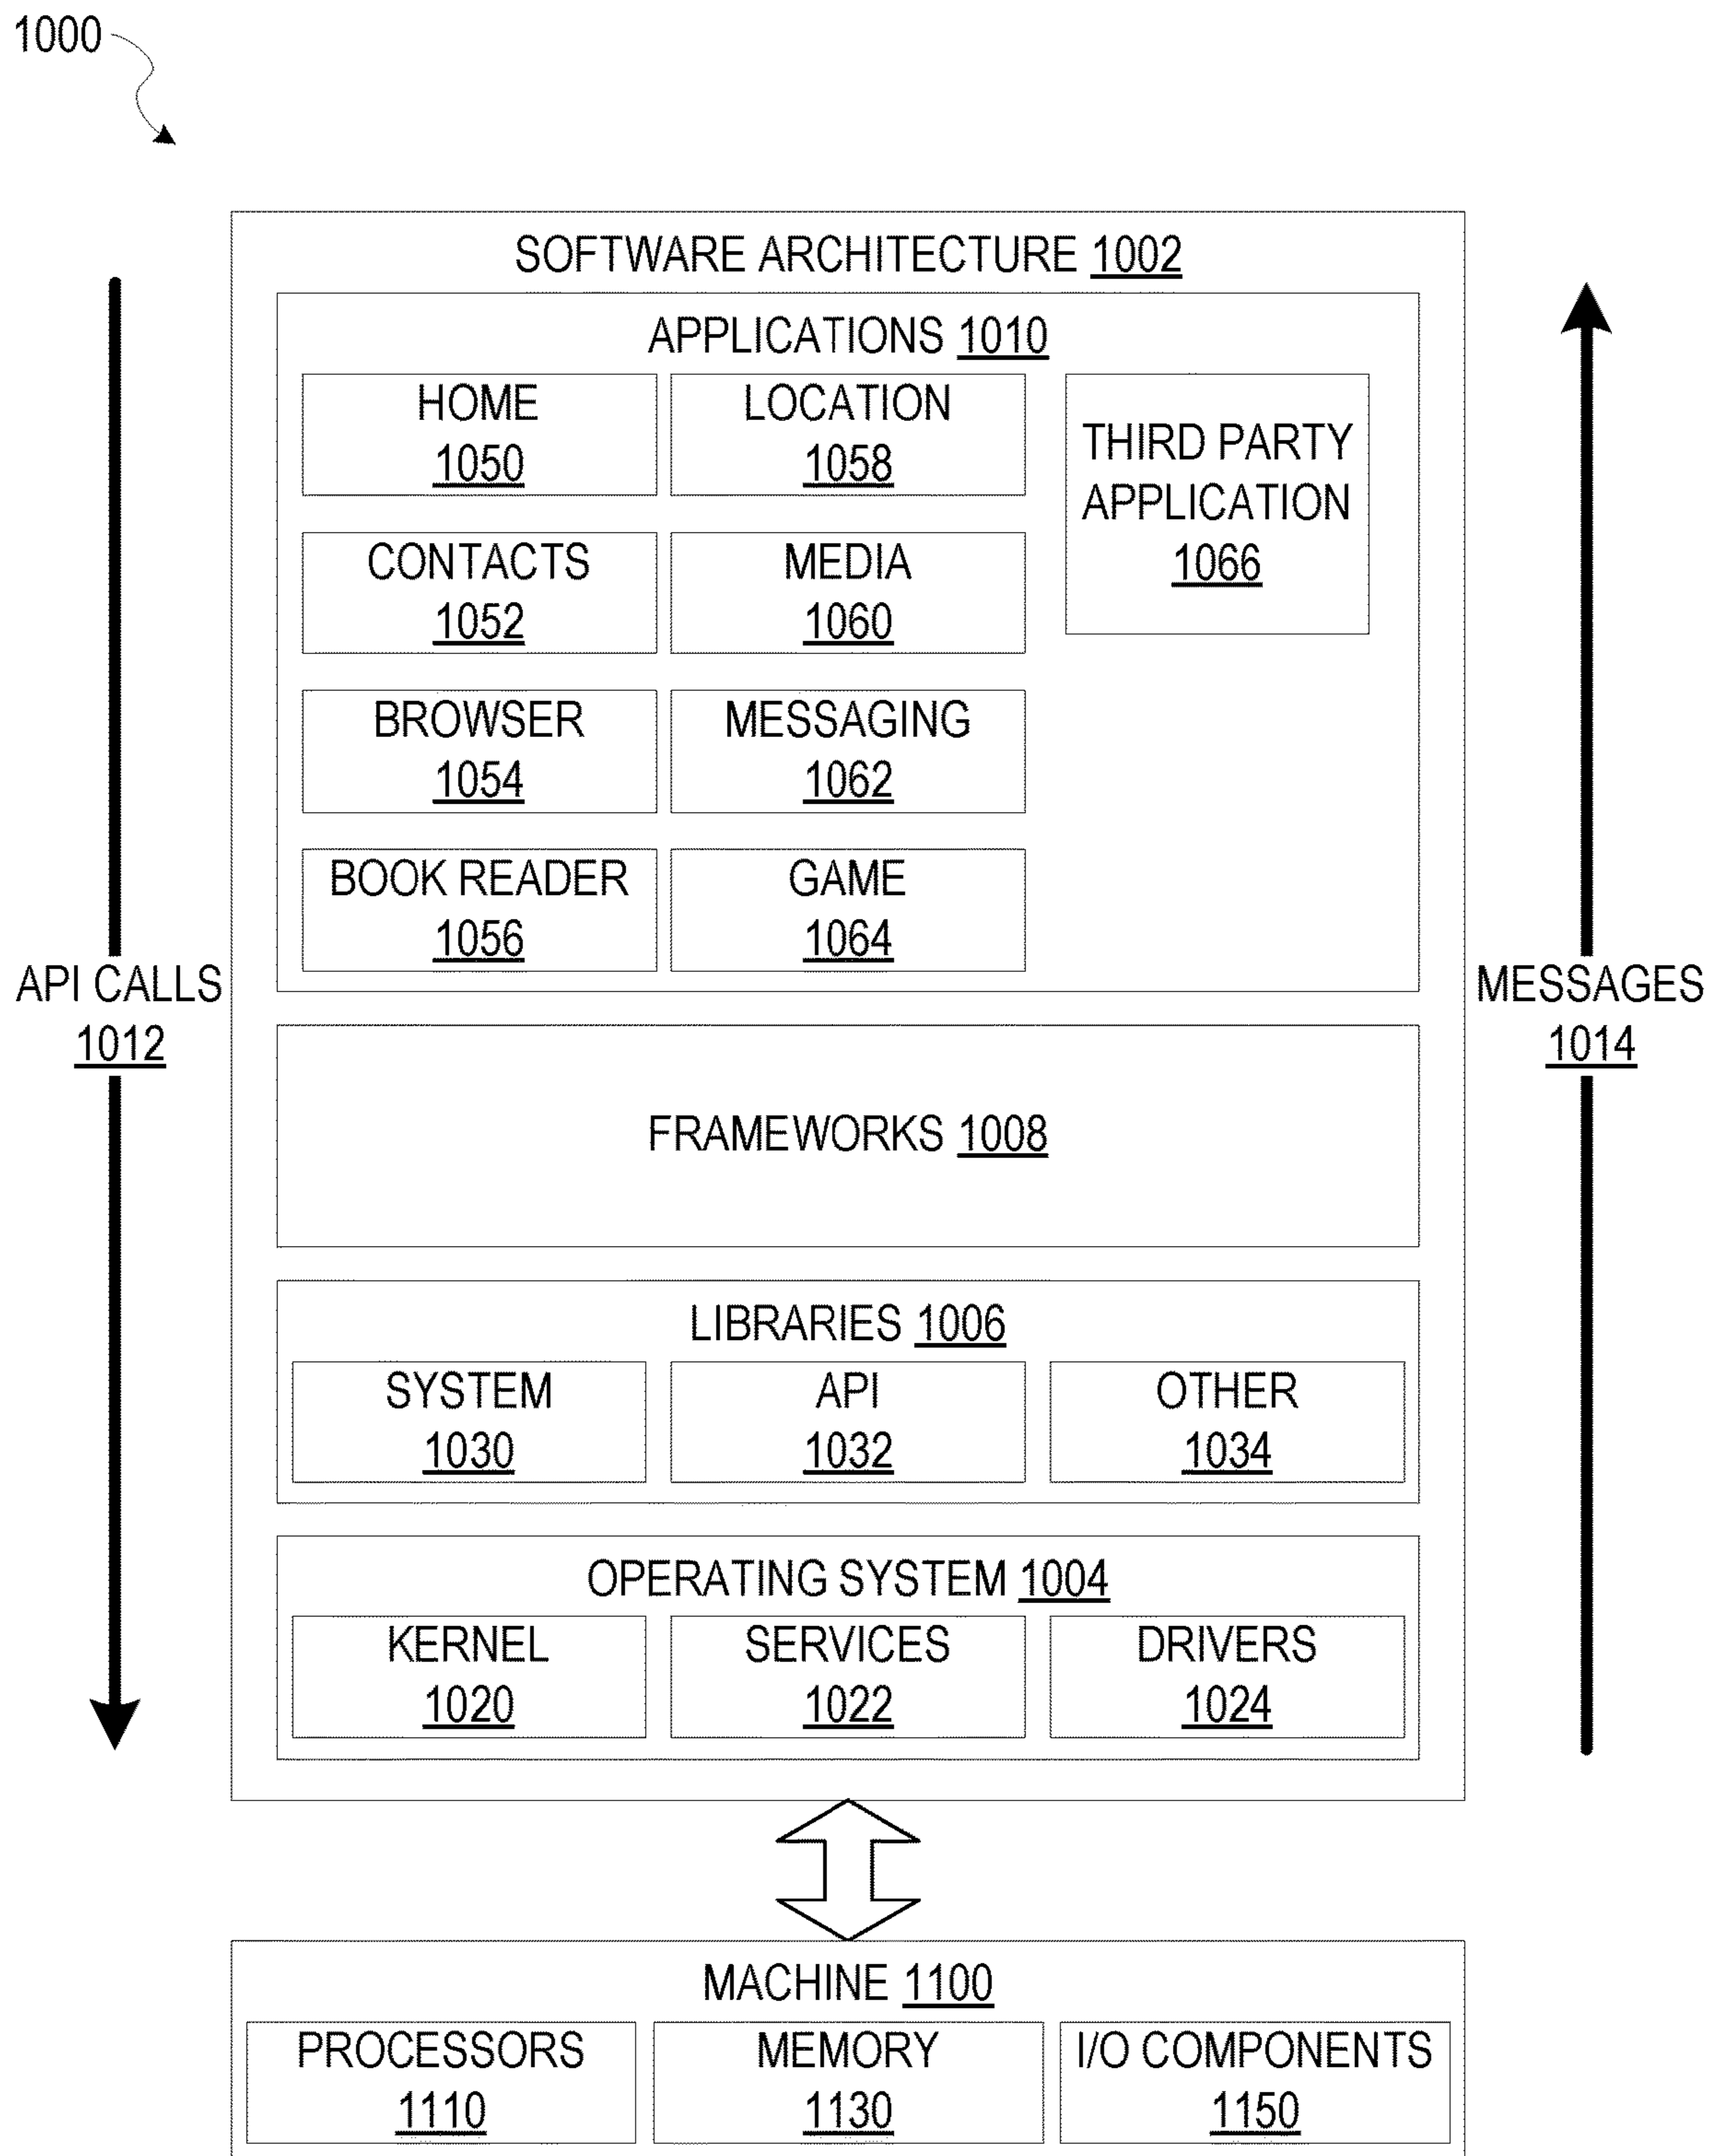 1000
SOFTWARE ARCHITECTURE 1002
APPLICATIONS 1010
HOME
1050
LOCATION
1058
THIRD PARTY
APPLICATION
1066
CONTACTS
1052
MEDIA
1060
BROWSER
1054
MESSAGING
1062
BOOK READER
1056
GAME
1064
API CALLS
1012
MESSAGES
1014
FRAMEWORKS 1008
LIBRARIES 1006
SYSTEM
1030
API
1032
OTHER
1034
OPERATING SYSTEM 1004
KERNEL
1020
SERVICES
1022
DRIVERS
1024
MACHINE 1100
PROCESSORS
1110
MEMORY
1130
I/O COMPONENTS
1150